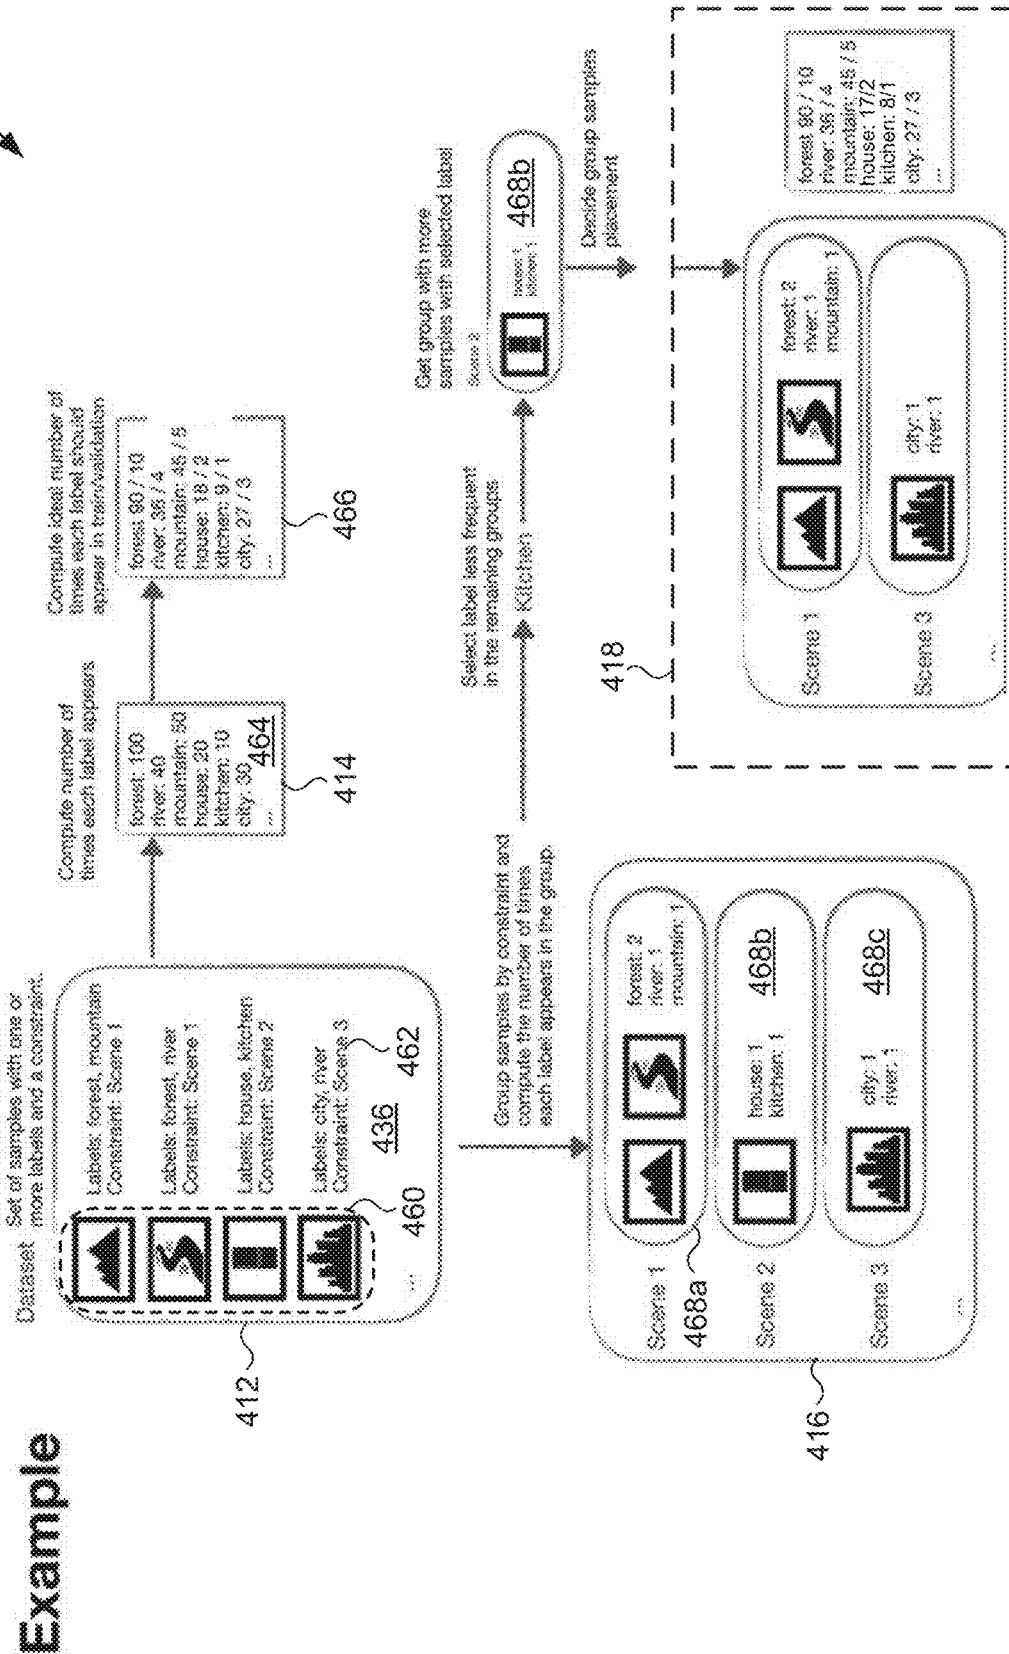 Example
Dataset
Set of samples with one or
more labels and a constraint.
Labels: forest, mountain
Constraint: Scene 1
Labels: forest, river
Constraint: Scene 1
Labels: house, kitchen
Constraint: Scene 2
Labels: city, river
Constraint: Scene 3
...
412
460
436
462
Compute number of
times each label appears
forest: 100
river: 40
mountain: 50
house: 20
kitchen: 10
city: 30
...
464
414
Compute ideal number of
times each label should
appear in train/validation
forest 90 / 10
river: 36 / 4
mountain: 45 / 5
house: 18 / 2
kitchen: 9 / 1
city: 27 / 3
...
466
Group samples by constraint and
compute the number of times
each label appears in the group.
Scene 1
forest: 2
river: 1
mountain: 1
468a
Scene 2
house: 1
kitchen: 1
468b
Scene 3
city: 1
river: 1
468c
...
416
Select label less frequent
in the remaining groups
Kitchen
Get group with more
samples with selected label
Scene 2
house: 1
kitchen: 1
468b
Decide group samples
placement
418
Scene 1
forest: 2
river: 1
mountain: 1
Scene 3
city: 1
river: 1
...
forest 90 / 10
river: 36 / 4
mountain: 45 / 5
house: 17/2
kitchen: 8/1
city: 27 / 3
...